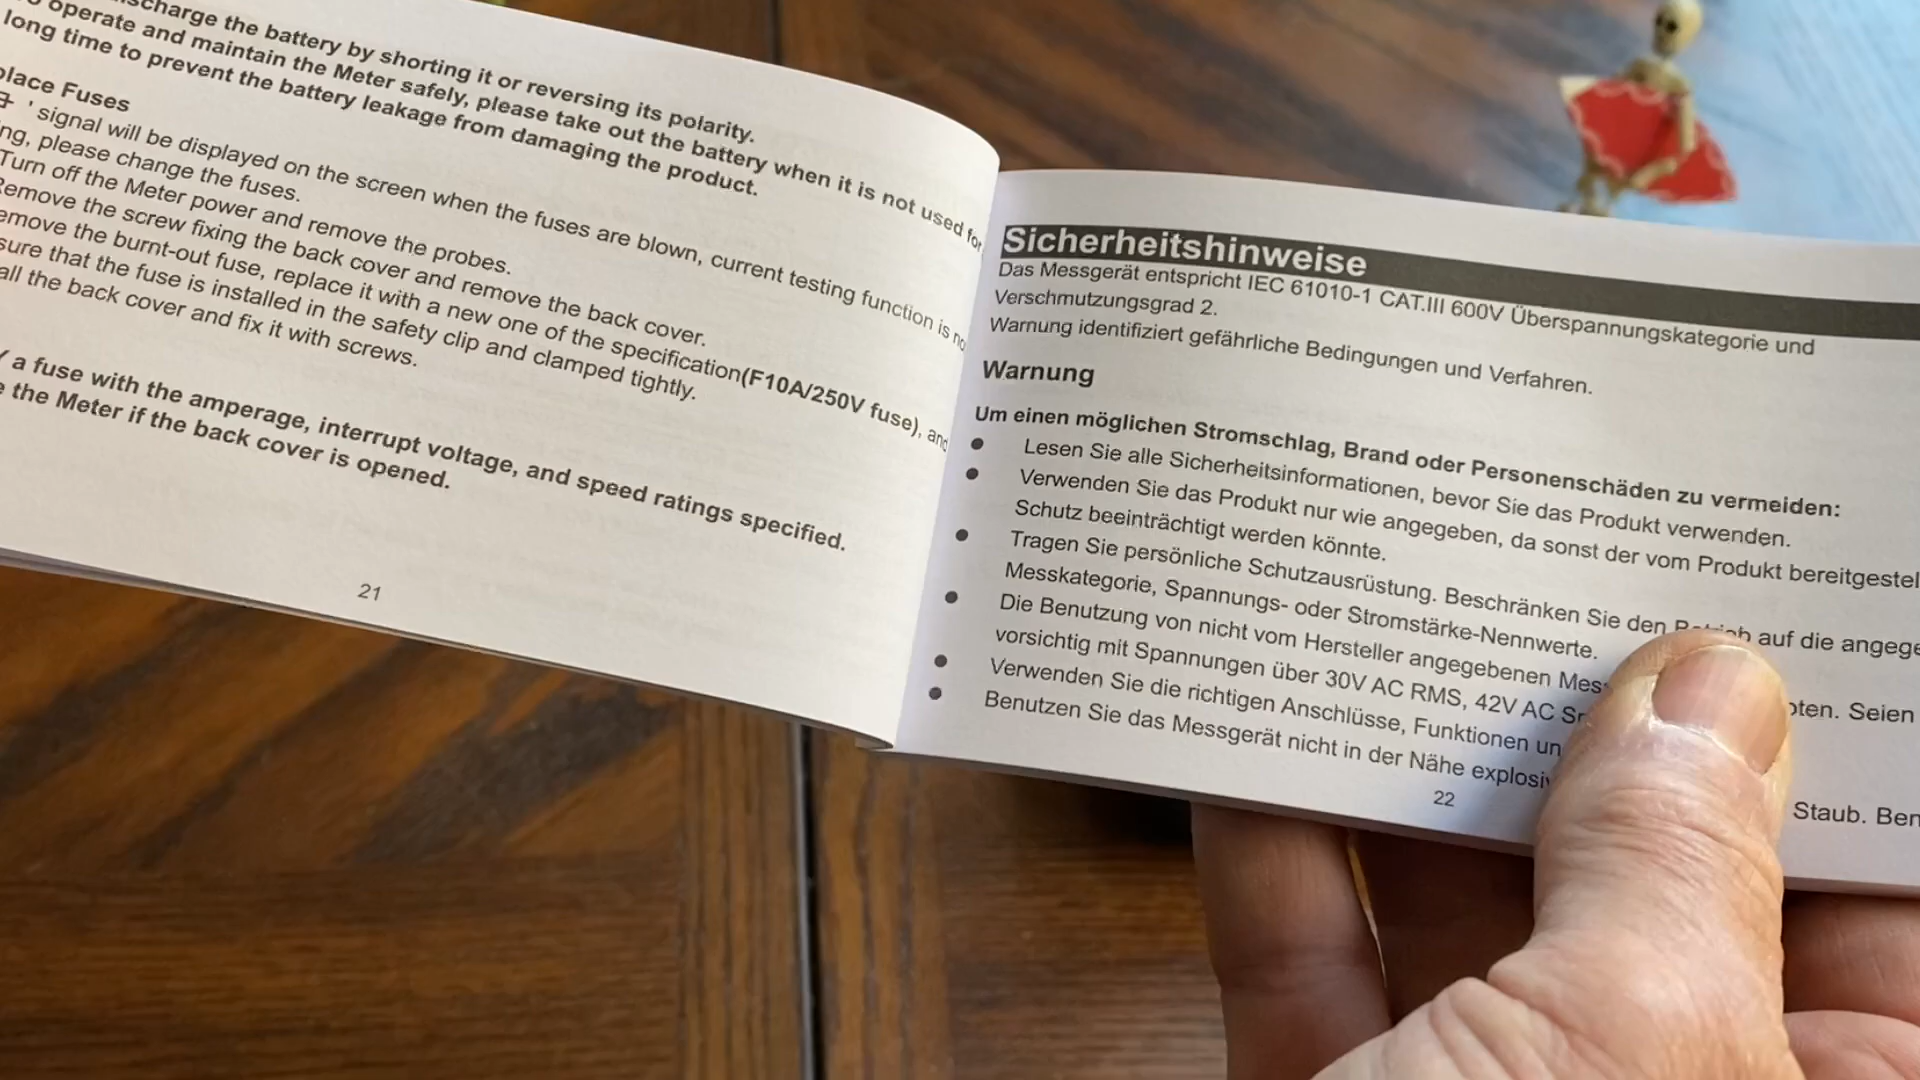 the battery by shorting it or reversing its polarity.
operate and maintain the Meter safely, please take out the battery when it is not used for
long time to prevent the battery leakage from damaging the product.
Fuses
' signal will be displayed on the screen when the fuses are blown, current testing function is
please change the fuses.
Turn off the Meter power and remove the probes.
the screw fixing the back cover and remove the back cover.
the burnt-out fuse, replace it with a new one of the specification(F10A/250V fuse), and
that the fuse is installed in the safety clip and clamped tightly.
the back cover and fix it with screws.
a fuse with the amperage, interrupt voltage, and speed ratings specified.
the Meter if the back cover is opened.
21
Sicherheitshinweise
Das Messgerät entspricht IEC 61010-1 CAT.III 600V Überspannungskategorie und
Verschmutzungsgrad 2.
Warnung identifiziert gefährliche Bedingungen und Verfahren.
Warnung
Um einen möglichen Stromschlag, Brand oder Personenschäden zu vermeiden:
● Lesen Sie alle Sicherheitsinformationen, bevor Sie das Produkt verwenden.
● Verwenden Sie das Produkt nur wie angegeben, da sonst der vom Produkt
Schutz beeinträchtigt werden könnte.
● Tragen Sie persönliche Schutzausrüstung. Beschränken Sie den auf die
Messkategorie, Spannungs- oder Stromstärke-Nennwerte.
● Die Benutzung von nicht vom Hersteller angegebenen Seien
vorsichtig mit Spannungen über 30V AC RMS, 42V AC
● Verwenden Sie die richtigen Anschlüsse, Funktionen
● Benutzen Sie das Messgerät nicht in der Nähe Staub.
22